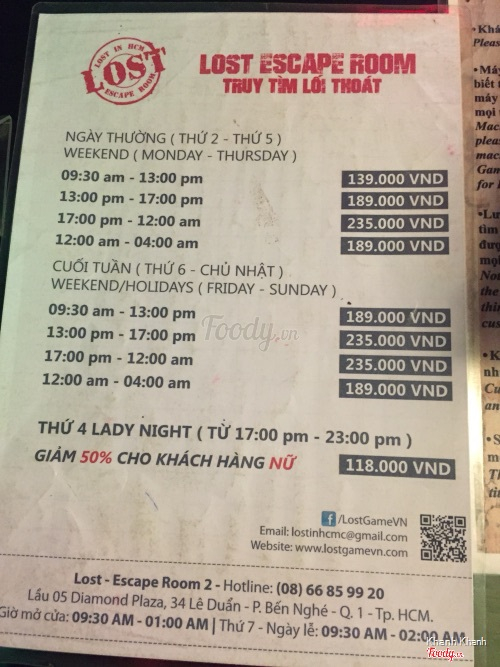 LOST IN HCM
LOST
ESCAPE ROOM
LOST ESCAPE ROOM
TRUY TÌM LỐI THOÁT
NGÀY THƯỜNG ( THỨ 2 - THỨ 5 )
WEEKEND ( MONDAY - THURSDAY )
09:30 am - 13:00 pm 139.000 VND
13:00 pm - 17:00 pm 189.000 VND
17:00 pm - 12:00 am 235.000 VND
12:00 am - 04:00 am 189.000 VND
CUỐI TUẦN ( THỨ 6 - CHỦ NHẬT )
WEEKEND/HOLIDAYS ( FRIDAY - SUNDAY )
09:30 am - 13:00 pm 189.000 VND
13:00 pm - 17:00 pm 235.000 VND
17:00 pm - 12:00 am 235.000 VND
12:00 am - 04:00 am 189.000 VND
Foody.vn
THỨ 4 LADY NIGHT ( TỪ 17:00 pm - 23:00 pm )
GIẢM 50% CHO KHÁCH HÀNG NỮ 118.000 VND
/LostGameVN
Email: lostinhcmc@gmail.com
Website: www.lostgamevn.com
Lost - Escape Room 2 - Hotline: (08) 66 85 99 20
Lầu 05 Diamond Plaza, 34 Lê Duẩn - P. Bến Nghé - Q. 1 - Tp. HCM.
Giờ mở cửa: 09:30 AM - 01:00 AM | Thứ 7 - Ngày lễ: 09:30 AM - 02:00 AM
Khanh Khanh
Foody.vn